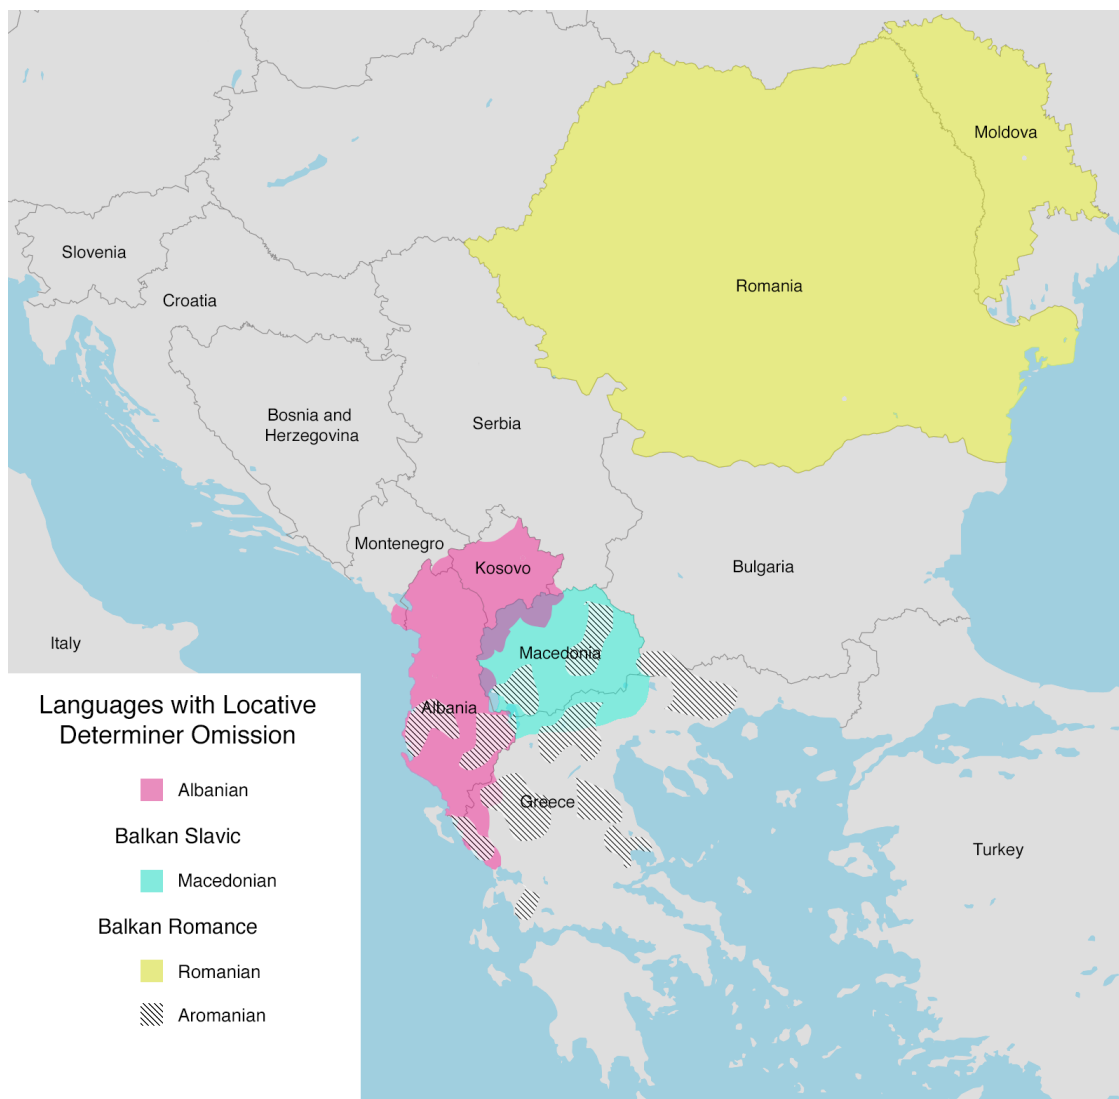 Moldova
Slovenia
Romania
Croatia
Bosnia and
Herzegovina
Serbia
Montenegro
Kosovo
Bulgaria
Italy
Macedonia
Albania
Greece
Turkey
Languages with Locative
Determiner Omission
Albanian
Balkan Slavic
Macedonian
Balkan Romance
Romanian
Aromanian